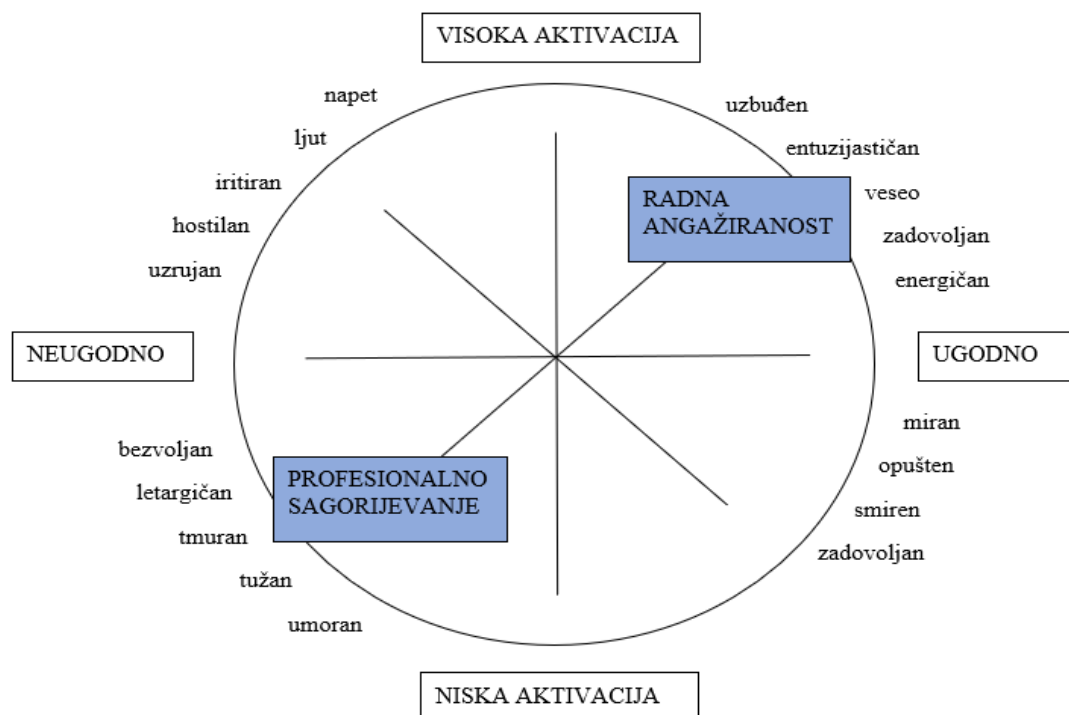 VISOKA AKTIVACIJA
napet
uzbuđen
ljut
entuzijastičan
iritiran
veseo
RADNA
ANGAŽIRANOST
hostilan
zadovoljan
uzrujan
energičan
NEUGODNO
UGODNO
miran
bezvoljan
opušten
letargičan
PROFESIONALNO
SAGORIJEVANJE
smiren
tmuran
zadovoljan
tužan
umoran
NISKA AKTIVACIJA